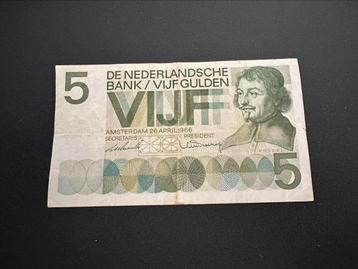 5
DE NEDERLANDSCHE
BANK / VIJF GULDEN
VIJF
AMSTERDAM 26 APRIL 1966
SECRETARIS PRESIDENT
5